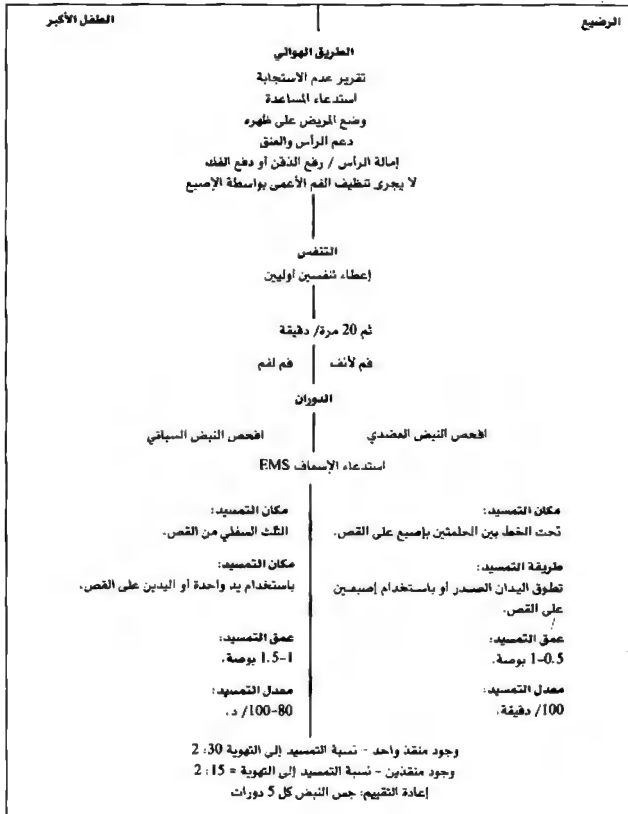 الرضيع
الطفل الأكبر
الطريق الهوائي
تقرير عدم الاستجابة
استدعاء المساعدة
وضع المريض على ظهره
دعم الرأس والعنق
إمالة الرأس / رفع الذقن أو دفع الفك
لا يجرى تنظيف الفم الأعمى بواسطة الإصبع
التنفس
إعطاء تنفسين أوليين
ثم 20 مرة/ دقيقة
فم لأنف
فم لفم
الدوران
افحص النبض العضدي
افحص النبض السباتي
استدعاء الإسعاف EMS
مكان التمسيد:
تحت الخط بين الحلمتين بإصبع على القص.
طريقة التمسيد:
تطوق اليدان الصدر أو باستخدام إصبعين
على القص.
عمق التمسيد:
0.5-1 بوصة.
معدل التمسيد:
100/ دقيقة.
مكان التمسيد:
الثلث السفلي من القص.
مكان التمسيد:
باستخدام يد واحدة أو اليدين على القص.
عمق التمسيد:
1-1.5 بوصة.
معدل التمسيد:
80-100/ د.
وجود منقذ واحد - نسبة التمسيد إلى التهوية 30: 2
وجود منقذين - نسبة التمسيد إلى التهوية = 15: 2
إعادة التقييم: جس النبض كل 5 دورات